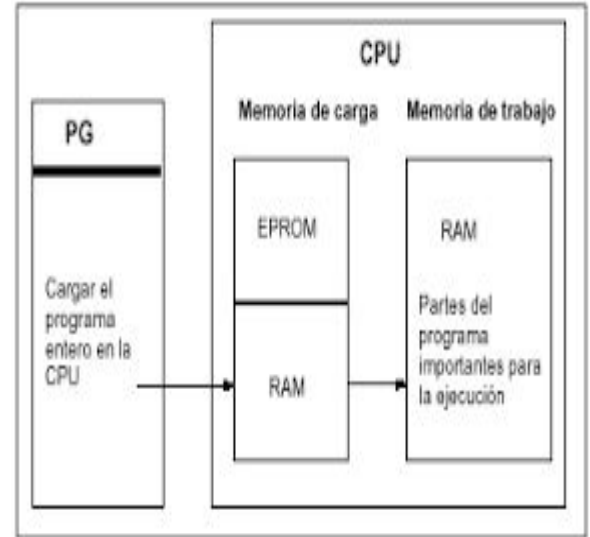 CPU
PG
Memoria de carga
Memoria de trabajo
EPROM
RAM
RAM
Cargar el
programa
entero en la
CPU
Partes del
programa
importantes para
la ejecución